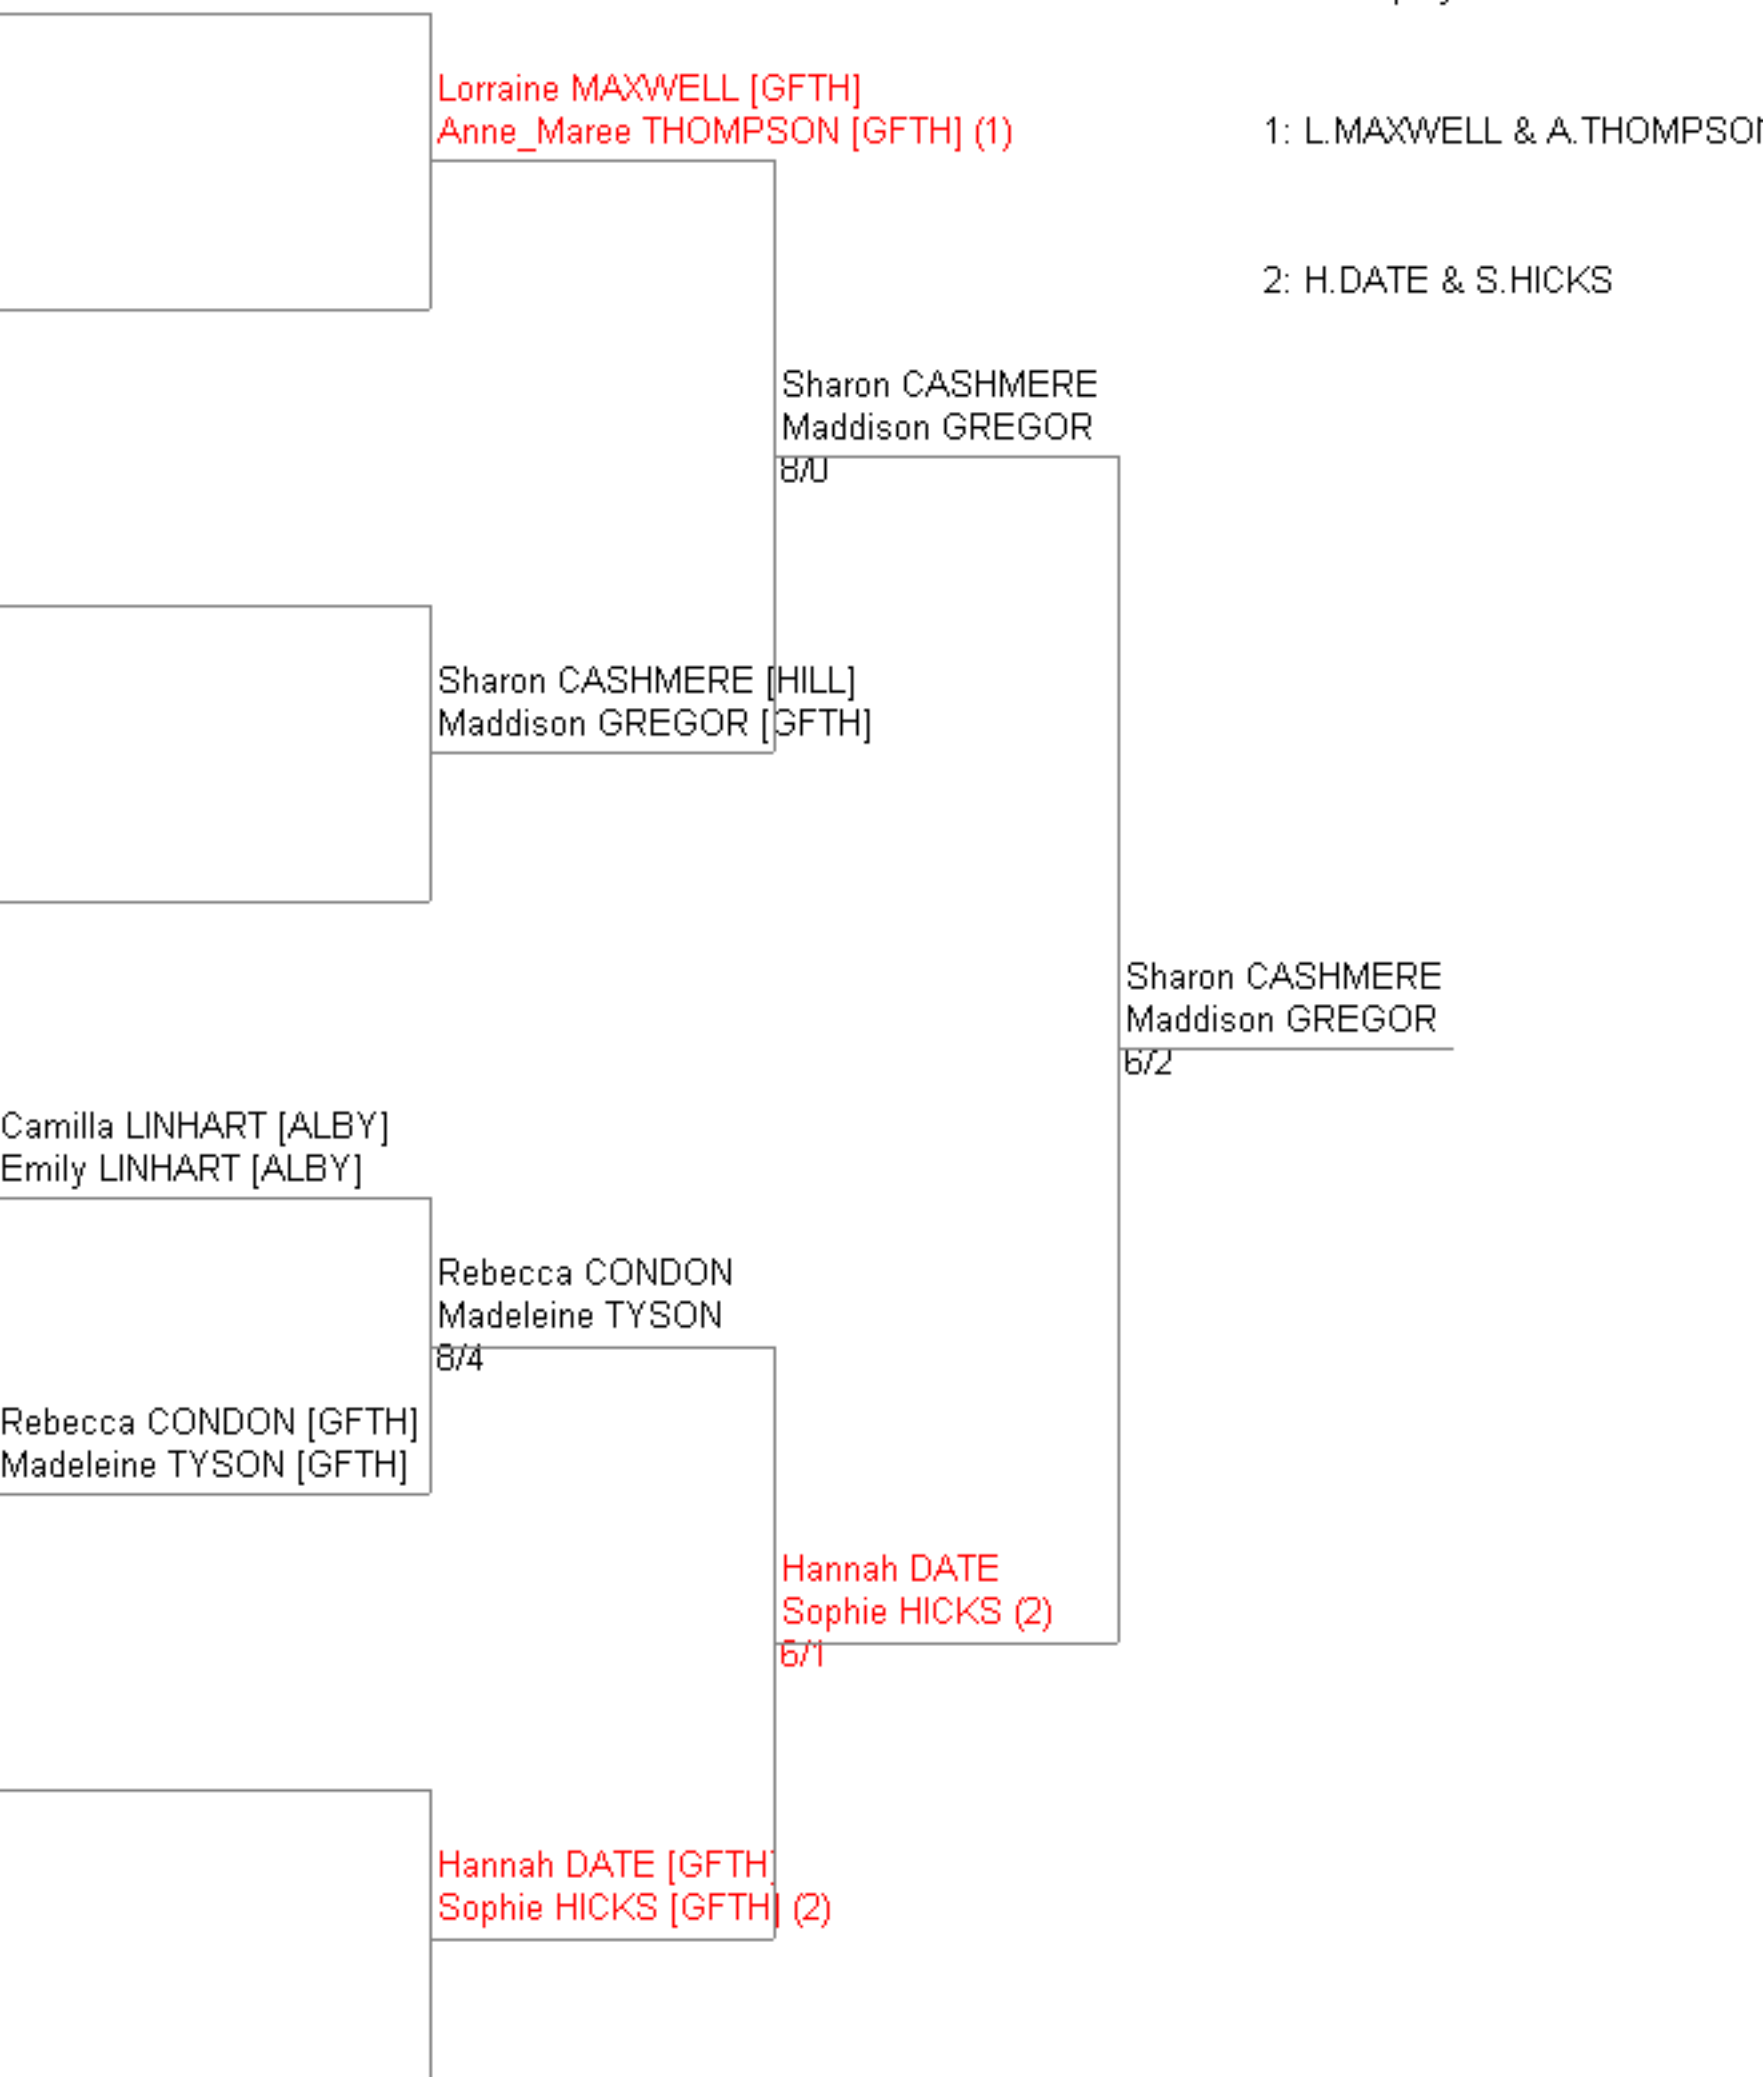 Lorraine MAXWELL [GFTH]
Anne_Maree THOMPSON [GFTH] (1)
1: L.MAXWELL & A.THOMPSON
2: H.DATE & S.HICKS
Sharon CASHMERE
Maddison GREGOR
8/0
Sharon CASHMERE [HILL]
Maddison GREGOR [GFTH]
Sharon CASHMERE
Maddison GREGOR
6/2
Camilla LINHART [ALBY]
Emily LINHART [ALBY]
Rebecca CONDON
Madeleine TYSON
8/4
Rebecca CONDON [GFTH]
Madeleine TYSON [GFTH]
Hannah DATE
Sophie HICKS (2)
6/1
Hannah DATE [GFTH]
Sophie HICKS [GFTH] (2)